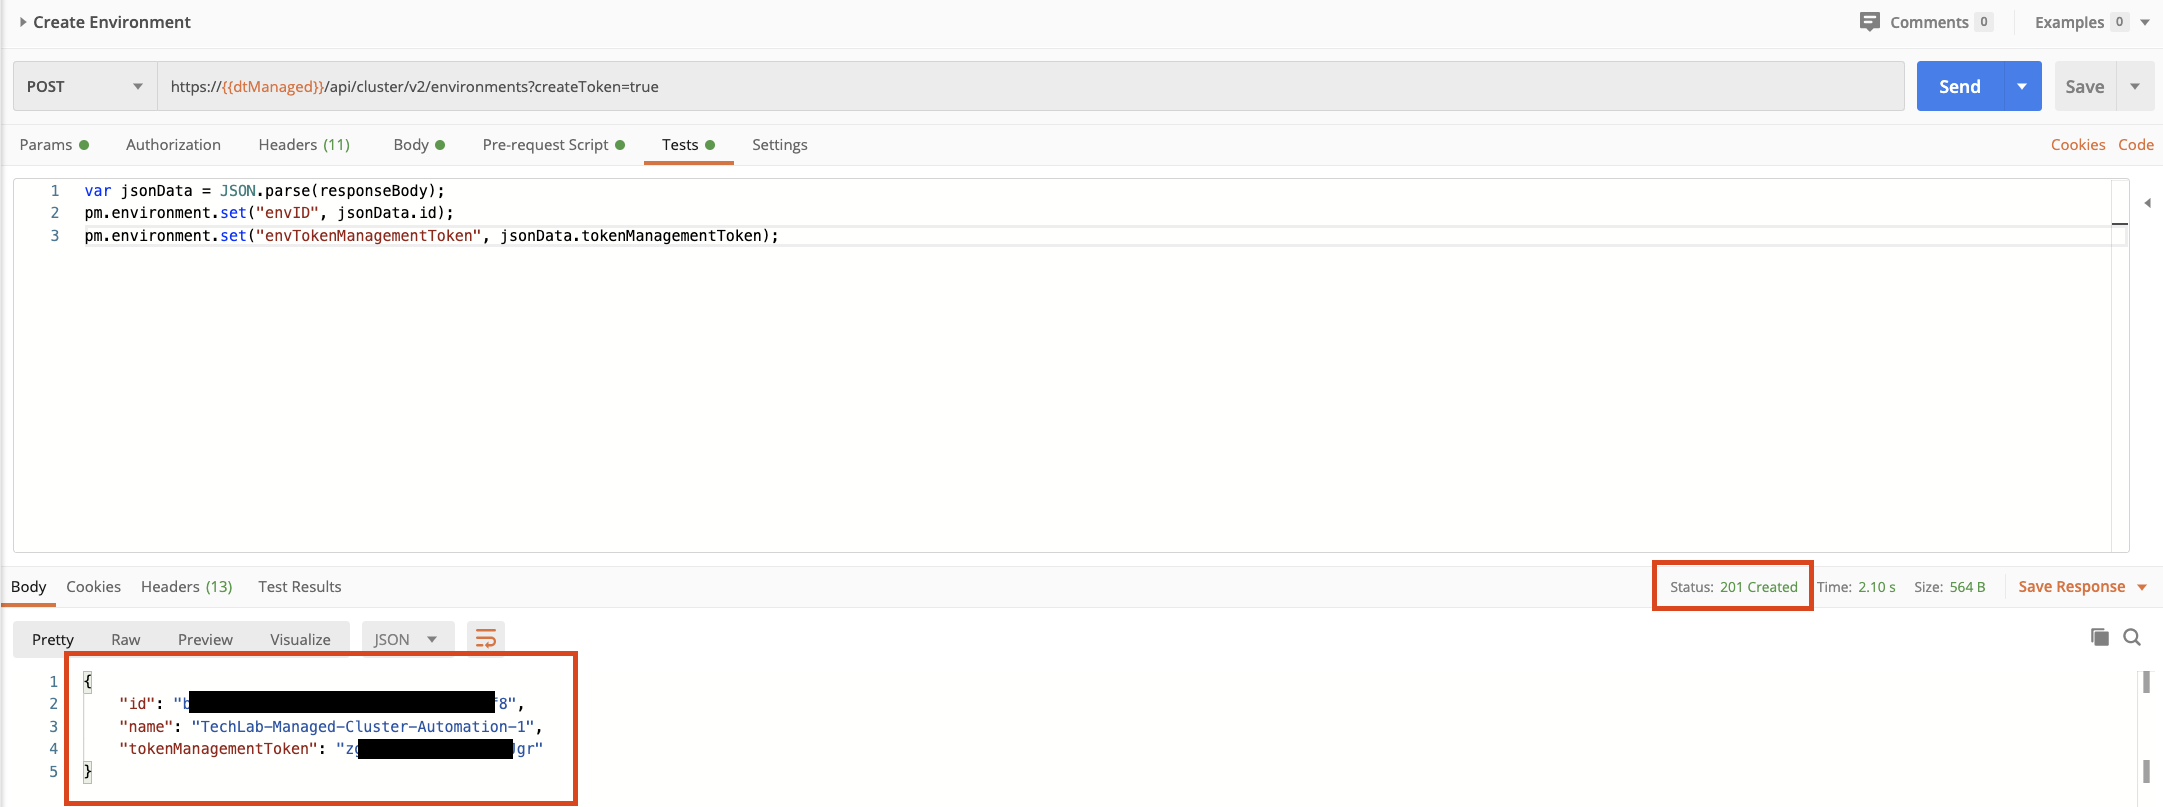 Create Environment
Comments 0 Examples 0
POST https://{{dtManaged}}/api/cluster/v2/environments?createToken=true Send Save
Params Authorization Headers (11) Body Pre-request Script Tests Settings Cookies Code
1 var jsonData = JSON.parse(responseBody);
2 pm.environment.set("envID", jsonData.id);
3 pm.environment.set("envTokenManagementToken", jsonData.tokenManagementToken);
Body Cookies Headers (13) Test Results Status: 201 Created Time: 2.10 s Size: 564 B Save Response
Pretty Raw Preview Visualize JSON
1 {
2 "id": "b f8",
3 "name": "TechLab-Managed-Cluster-Automation-1",
4 "tokenManagementToken": "zg Jgr"
5 }